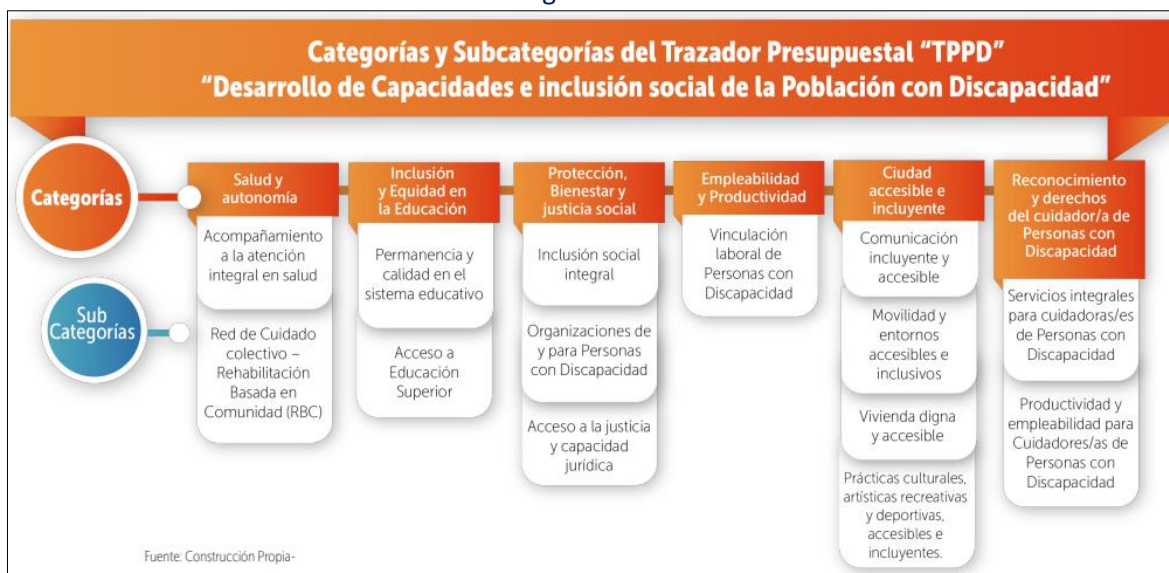 Categorías y Subcategorías del Trazador Presupuestal “TPPD”
“Desarrollo de Capacidades e inclusión social de la Población con Discapacidad”
Categorías
Salud y
autonomía
Inclusión
y Equidad en
la Educación
Protección,
Bienestar y
justicia social
Empleabilidad
y Productividad
Ciudad
accesible e
incluyente
Reconocimiento
y derechos
del cuidador/a de
Personas con
Discapacidad
Sub
Categorías
Acompañamiento
a la atención
integral en salud
Red de Cuidado
colectivo –
Rehabilitación
Basada en
Comunidad (RBC)
Permanencia y
calidad en el
sistema educativo
Acceso a
Educación
Superior
Inclusión social
integral
Organizaciones de
y para Personas
con Discapacidad
Acceso a la justicia
y capacidad
jurídica
Vinculación
laboral de
Personas con
Discapacidad
Comunicación
incluyente y
accesible
Movilidad y
entornos
accesibles e
inclusivos
Vivienda digna
y accesible
Prácticas culturales,
artísticas recreativas
y deportivas,
accesibles e
incluyentes.
Servicios integrales
para cuidadoras/es
de Personas con
Discapacidad
Productividad y
empleabilidad para
Cuidadores/as de
Personas con
Discapacidad
Fuente: Construcción Propia-